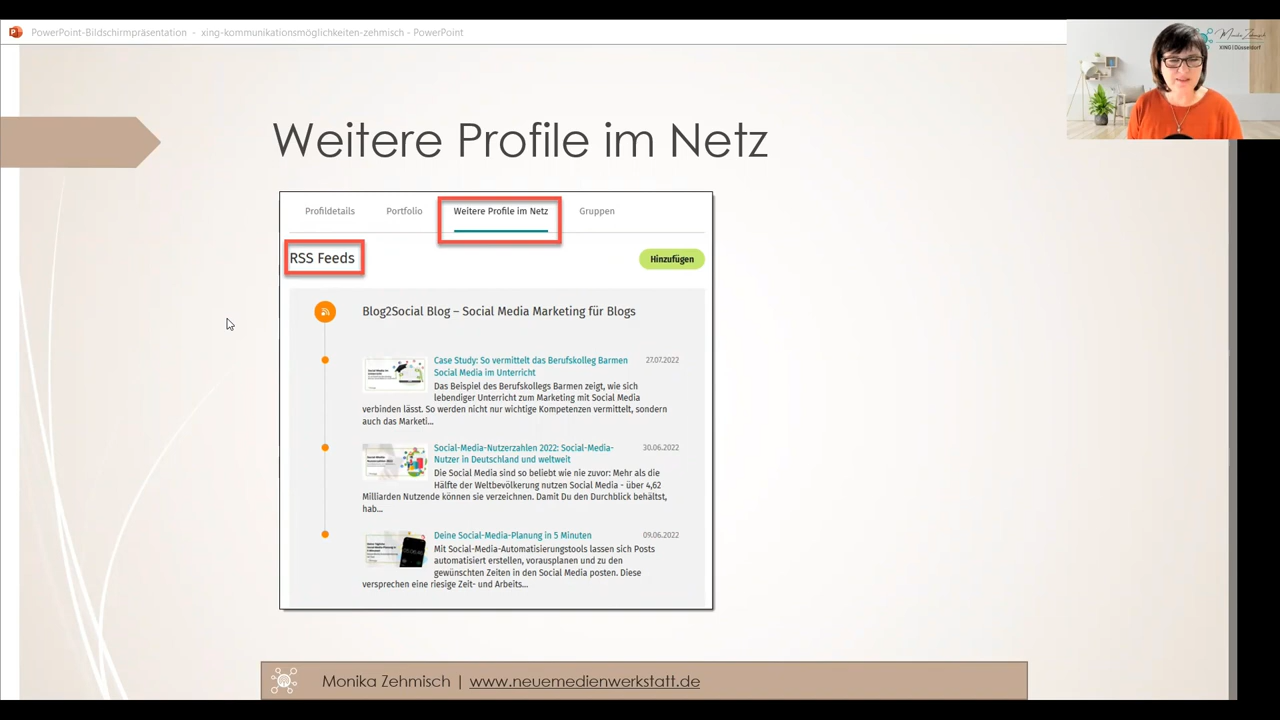 PowerPoint-Bildschirmpräsentation - xing-kommunikationsmöglichkeiten-zehmisch - PowerPoint
XING|Düsseldorf
Weitere Profile im Netz
Profildetails Portfolio Weitere Profile im Netz Gruppen
RSS Feeds Hinzufügen
Blog2Social Blog – Social Media Marketing für Blogs
Case Study: So vermittelt das Berufskolleg Barmen 27.07.2022
Social Media im Unterricht
Das Beispiel des Berufskollegs Barmen zeigt, wie sich
lebendiger Unterricht zum Marketing mit Social Media
verbinden lässt. So werden nicht nur wichtige Kompetenzen vermittelt, sondern
auch das Marketi...
Social-Media-Nutzerzahlen 2022: Social-Media- 30.06.2022
Nutzer in Deutschland und weltweit
Die Social Media sind so beliebt wie nie zuvor: Mehr als die
Hälfte der Weltbevölkerung nutzen Social Media - über 4,62
Milliarden Nutzende können sie verzeichnen. Damit Du den Durchblick behältst,
hab...
Deine Social-Media-Planung in 5 Minuten 09.06.2022
Mit Social-Media-Automatisierungstools lassen sich Posts
automatisiert erstellen, vorausplanen und zu den
gewünschten Zeiten in den Social Media posten. Diese
versprechen eine riesige Zeit- und Arbeits...
Monika Zehmisch | www.neuemedienwerkstatt.de